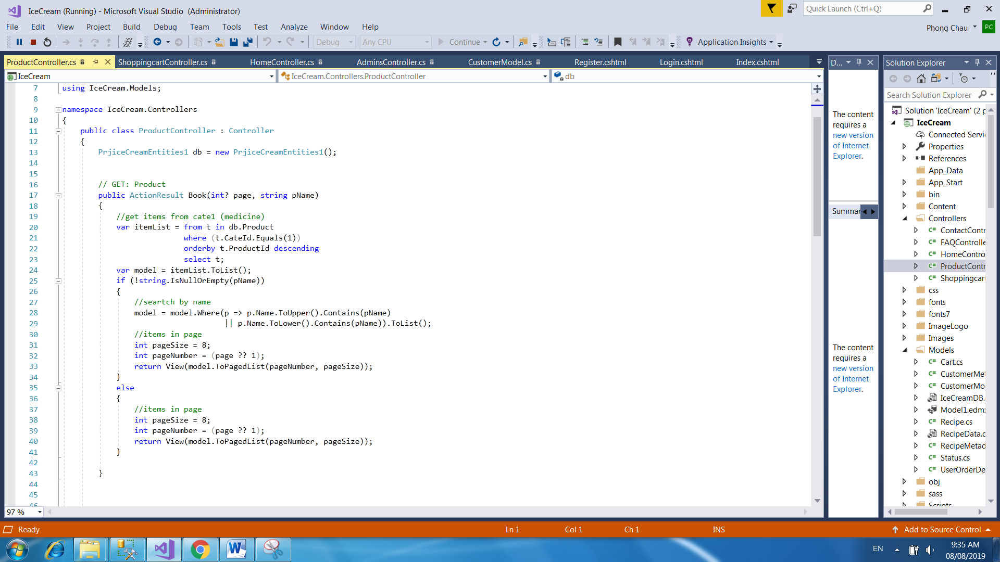 IceCream (Running) - Microsoft Visual Studio (Administrator)
Quick Launch (Ctrl+Q)
File Edit View Project Build Debug Team Tools Test Analyze Window Help
Phong Chau PC
Debug Any CPU Continue Application Insights
ProductController.cs ShoppingcartController.cs HomeController.cs AdminsController.cs CustomerModel.cs Register.cshtml Login.cshtml Index.cshtml
IceCream IceCream.Controllers.ProductController db
7 using IceCream.Models;
8
9 namespace IceCream.Controllers
10 {
11 public class ProductController : Controller
12 {
13 PrjiceCreamEntities1 db = new PrjiceCreamEntities1();
14
15
16 // GET: Product
17 public ActionResult Book(int? page, string pName)
18 {
19 //get items from cate1 (medicine)
20 var itemList = from t in db.Product
21 where (t.CateId.Equals(1))
22 orderby t.ProductId descending
23 select t;
24 var model = itemList.ToList();
25 if (!string.IsNullOrEmpty(pName))
26 {
27 //seartch by name
28 model = model.Where(p => p.Name.ToUpper().Contains(pName)
29 || p.Name.ToLower().Contains(pName)).ToList();
30 //items in page
31 int pageSize = 8;
32 int pageNumber = (page ?? 1);
33 return View(model.ToPagedList(pageNumber, pageSize));
34 }
35 else
36 {
37 //items in page
38 int pageSize = 8;
39 int pageNumber = (page ?? 1);
40 return View(model.ToPagedList(pageNumber, pageSize));
41 }
42
43 }
44
45
46
97 %
D...
The content
requires a
new version
of Internet
Explorer.
Summar
The content
requires a
new version
of Internet
Explorer.
Solution Explorer
Search Solution Explorer
Solution 'IceCream' (2 p
IceCream
Connected Servi
Properties
References
App_Data
App_Start
bin
Content
Controllers
C# ContactContr
C# FAQControlle
C# HomeContro
C# ProductContr
C# Shoppingcart
css
fonts
fonts7
ImageLogo
Images
Models
C# Cart.cs
C# CustomerMet
C# CustomerMo
IceCreamDB.
Model1.edmx
C# Recipe.cs
RecipeData.c
C# RecipeMetad
C# Status.cs
C# UserOrderDe
obj
sass
Scripts
Ready Ln 1 Col 1 Ch 1 INS Add to Source Control
EN
9:35 AM
08/08/2019